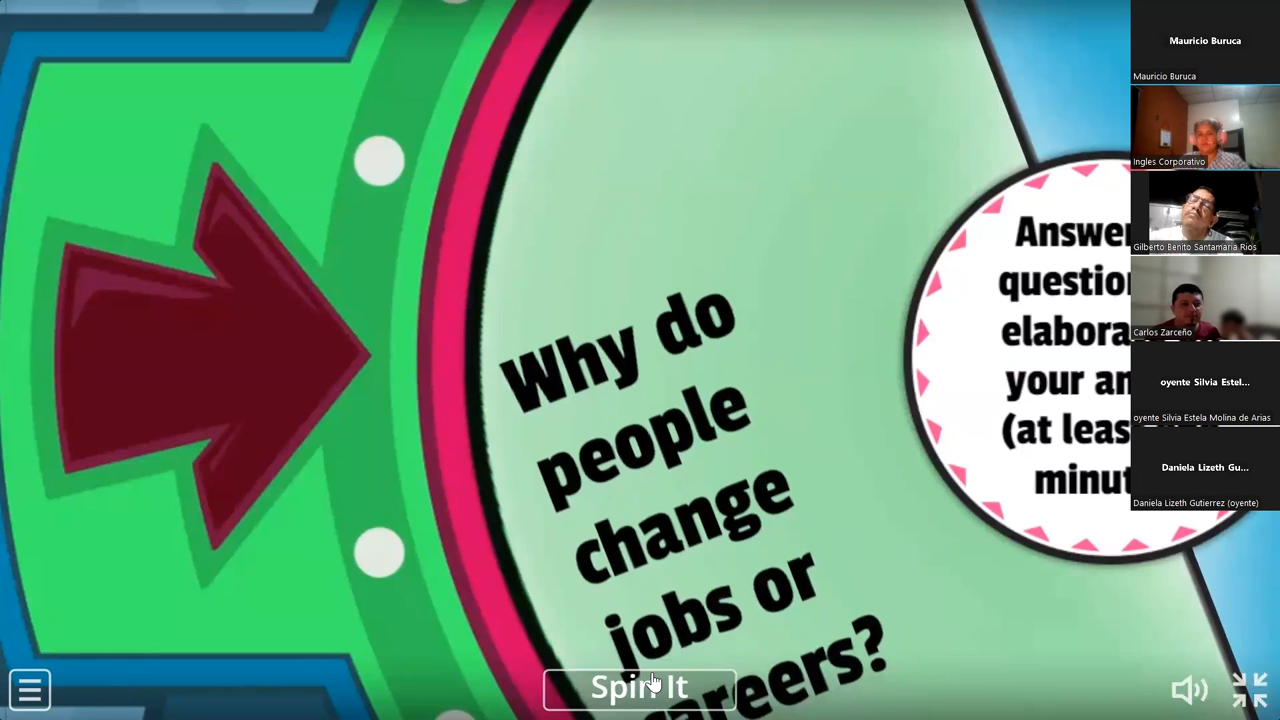 Why do
people
change
jobs or
careers?
Answer
question
elabora
your an
(at leas
minut
Spin It
Mauricio Buruca
Mauricio Buruca
Ingles Corporativo
Gilberto Benito Santamaria Rios
Carlos Zarceño
oyente Silvia Estel...
oyente Silvia Estela Molina de Arias
Daniela Lizeth Gu...
Daniela Lizeth Gutierrez (oyente)